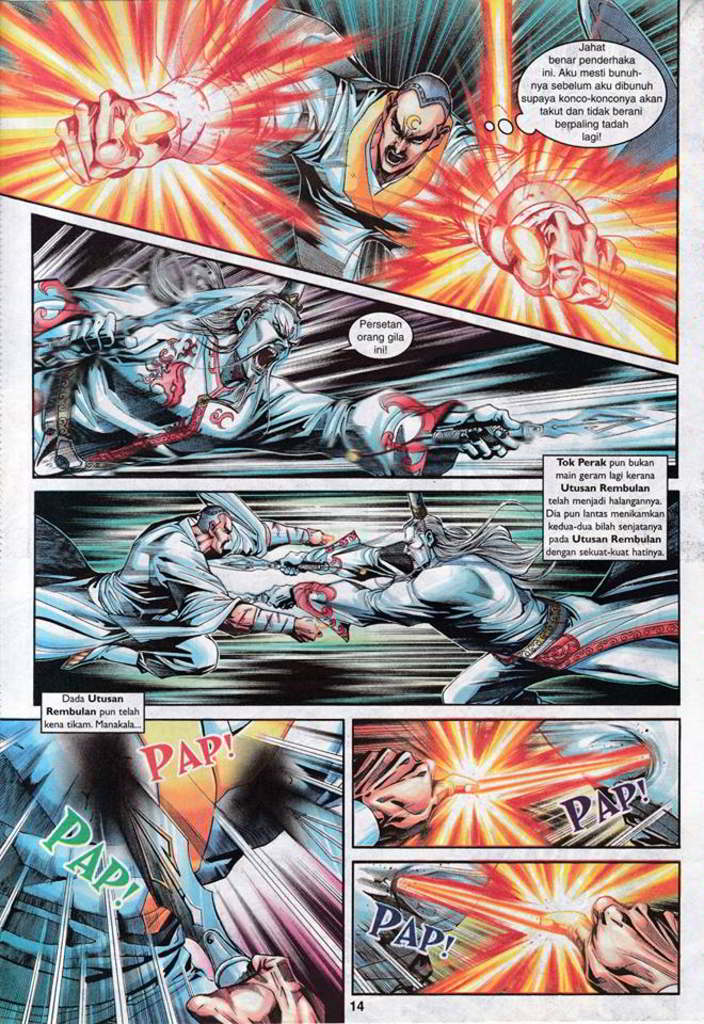 Jahat
benar penderhaka
ini. Aku mesti bunuh-
nya sebelum aku dibunuh
supaya konco-konconya akan
takut dan tidak berani
berpaling tadah
lagi!
Persetan
orang gila
ini!
Tok Perak pun bukan
main geram lagi kerana
Utusan Rembulan
telah menjadi halangannya.
Dia pun lantas menikamkan
kedua-dua bilah senjatanya
pada Utusan Rembulan
dengan sekuat-kuat hatinya.
Dada Utusan
Rembulan pun telah
kena tikam. Manakala...
PAP!
PAP!
PAP!
PAP!
PAP!
14